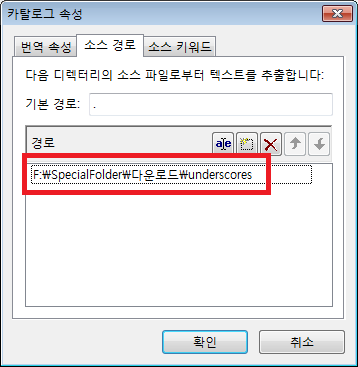 카탈로그 속성
번역 속성 소스 경로 소스 키워드
다음 디렉터리의 소스 파일로부터 텍스트를 추출합니다:
기본 경로: .
경로
F:\SpecialFolder\다운로드\underscores
확인 취소